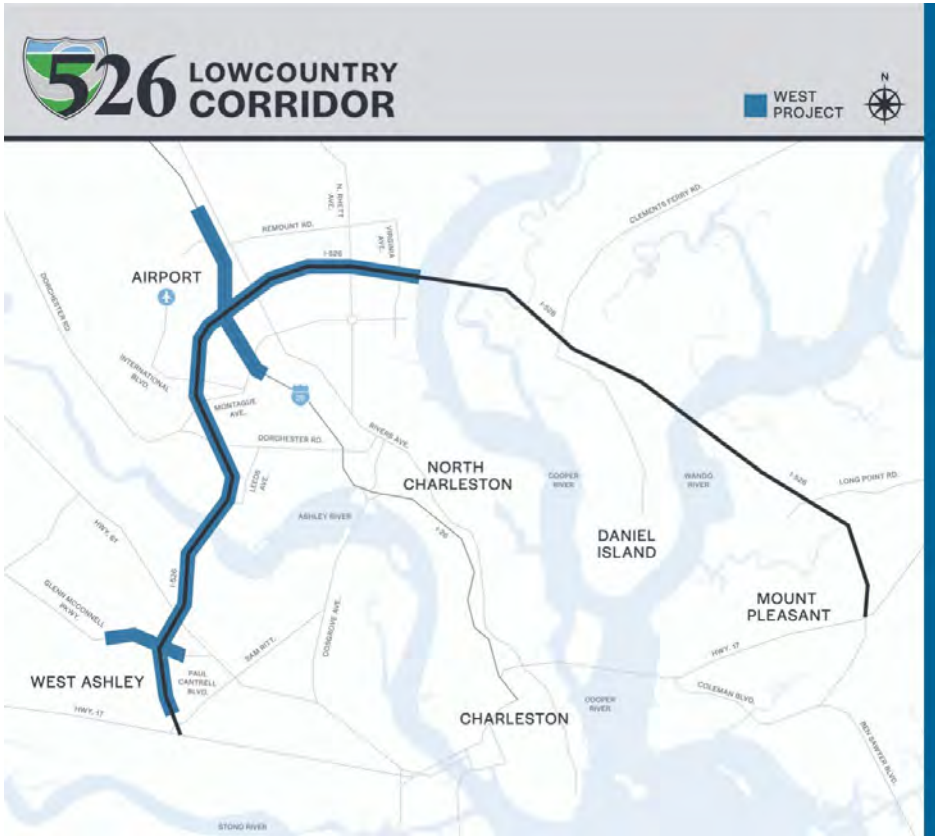 526 LOWCOUNTRY
CORRIDOR
WEST
PROJECT
N
CLEMENTS FERRY RD.
N. RHETT
AVE.
VIRGINIA
AVE.
REMOUNT RD.
I-526
AIRPORT
DORCHESTER RD.
I-526
INTERNATIONAL
BLVD.
MONTAGUE
AVE.
26
DORCHESTER RD.
RIVERS AVE.
LEEDS
AVE.
NORTH
CHARLESTON
COOPER
RIVER
WANDO
RIVER
I-526
LONG POINT RD.
ASHLEY RIVER
I-26
HWY. 61
DANIEL
ISLAND
I-526
GLENN MCCONNELL
PKWY.
MOUNT
PLEASANT
SAM RITT.
DOSGROVE AVE.
HWY. 17
WEST ASHLEY
PAUL
CANTRELL
BLVD.
COLEMAN BLVD.
HWY. 17
CHARLESTON
COOPER
RIVER
BEN SAWYER BLVD.
STONO RIVER